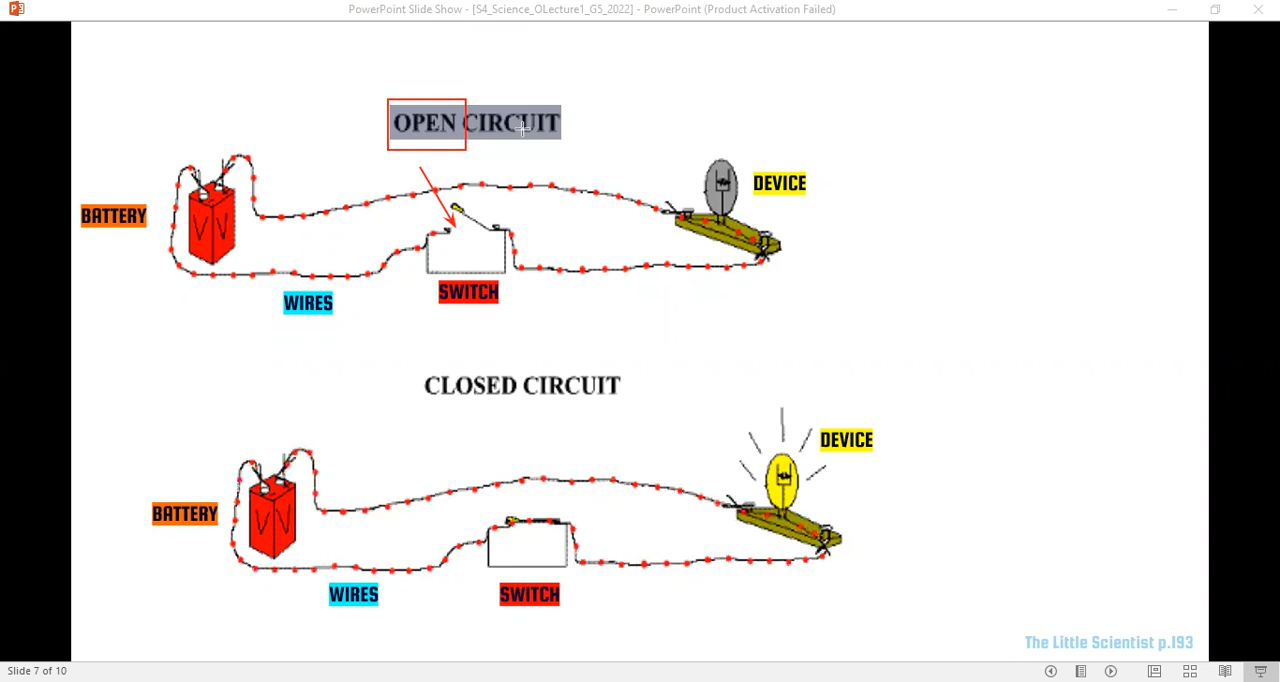 PowerPoint Slide Show - [S4_Science_OLecture1_G5_2022] - PowerPoint (Product Activation Failed)
OPEN CIRCUIT
DEVICE
BATTERY
SWITCH
WIRES
CLOSED CIRCUIT
DEVICE
BATTERY
WIRES
SWITCH
The Little Scientist p.193
Slide 7 of 10